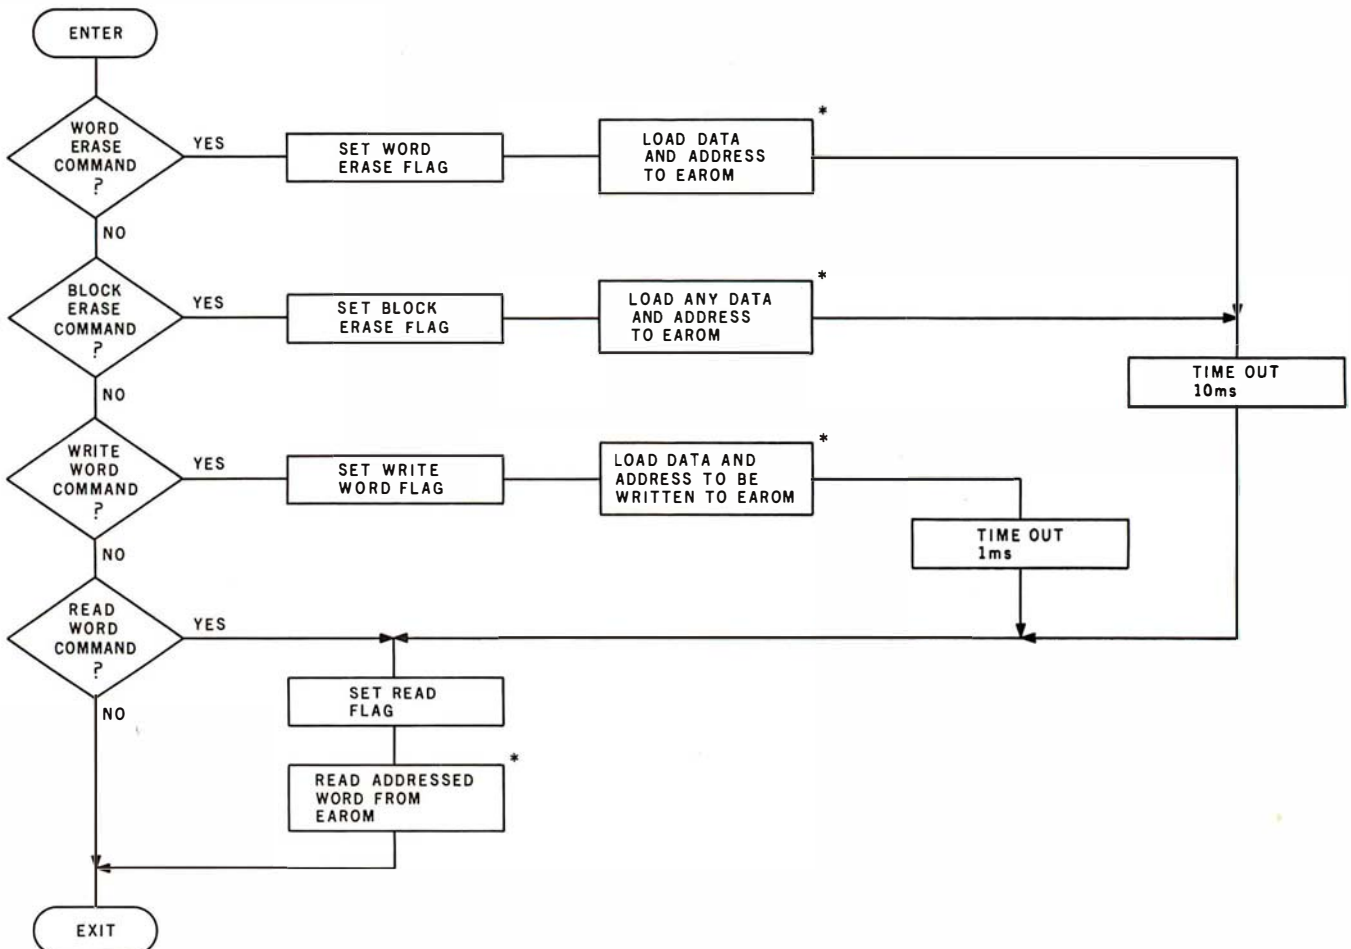 ENTER
WORD
ERASE
COMMAND
?
YES
SET WORD
ERASE FLAG
*
LOAD DATA
AND ADDRESS
TO EAROM
NO
BLOCK
ERASE
COMMAND
?
YES
SET BLOCK
ERASE FLAG
*
LOAD ANY DATA
AND ADDRESS
TO EAROM
TIME OUT
10ms
NO
WRITE
WORD
COMMAND
?
YES
SET WRITE
WORD FLAG
*
LOAD DATA AND
ADDRESS TO BE
WRITTEN TO EAROM
TIME OUT
1ms
NO
READ
WORD
COMMAND
?
YES
NO
SET READ
FLAG
*
READ ADDRESSED
WORD FROM
EAROM
EXIT